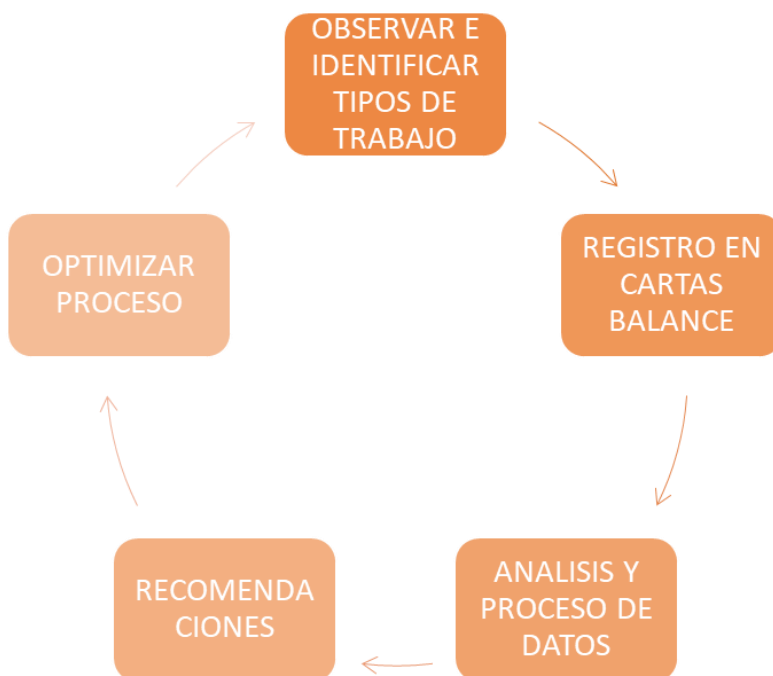 OBSERVAR E
IDENTIFICAR
TIPOS DE
TRABAJO
REGISTRO EN
CARTAS
BALANCE
ANALISIS Y
PROCESO DE
DATOS
RECOMENDA
CIONES
OPTIMIZAR
PROCESO